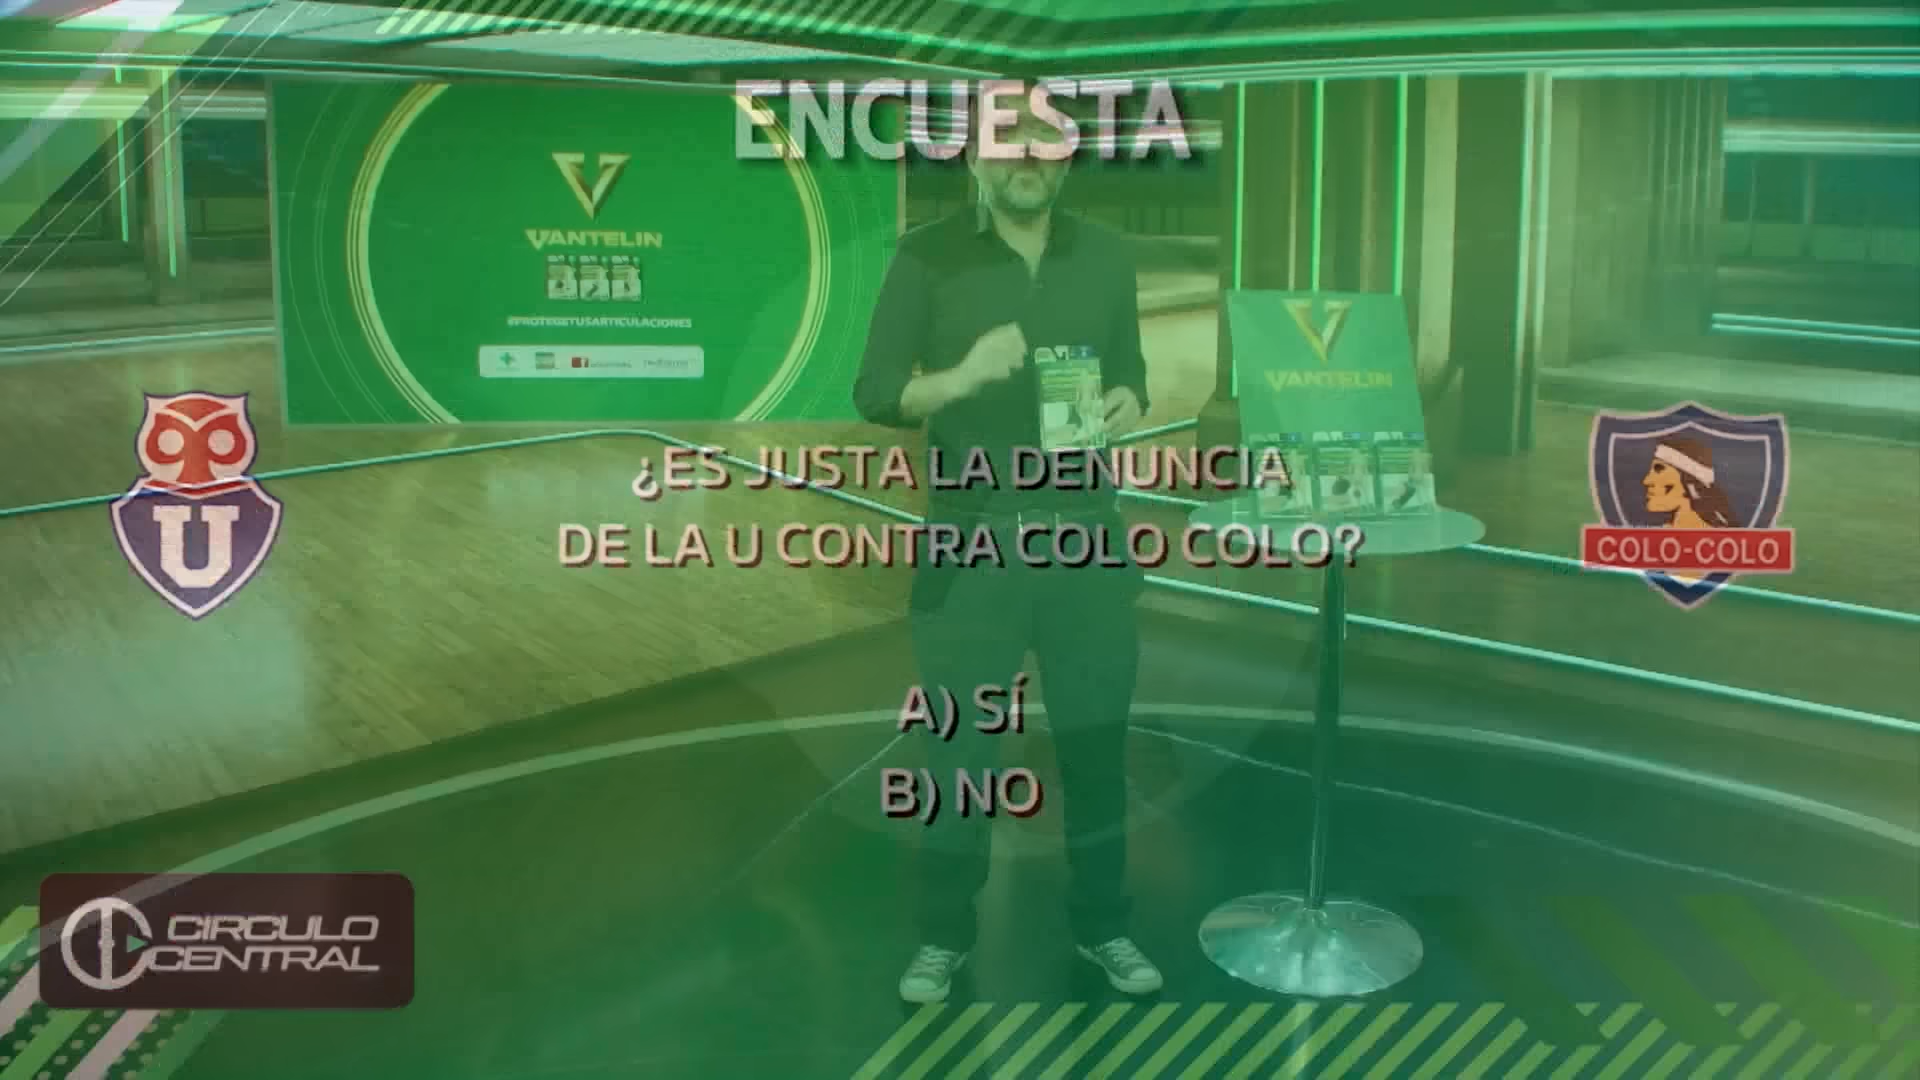 ENCUESTA
VANTELIN
#PROTEGETUSARTICULACIONES
VANTELIN
¿ES JUSTA LA DENUNCIA
DE LA U CONTRA COLO COLO?
U
COLO-COLO
A) SÍ
B) NO
CIRCULO
CENTRAL